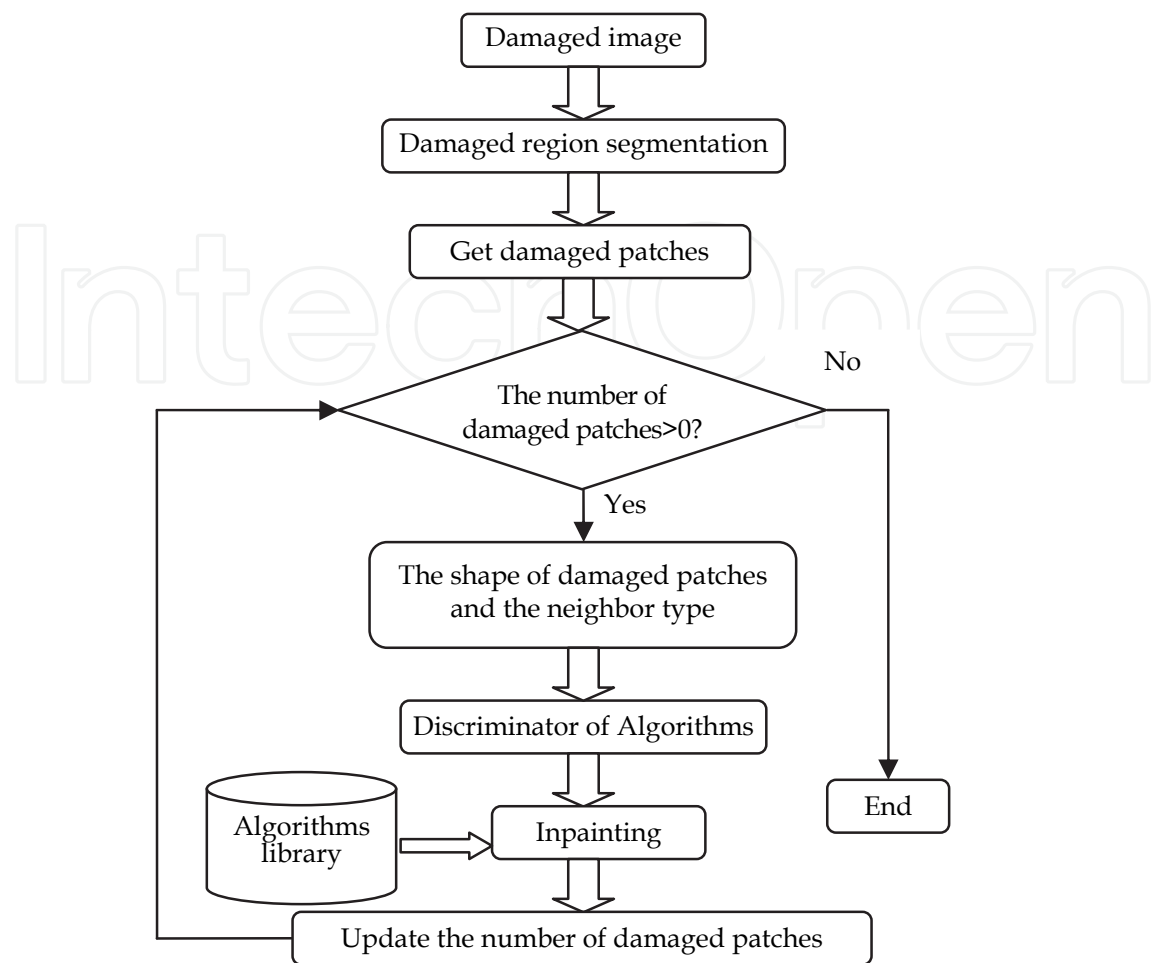 Damaged image
Damaged region segmentation
Get damaged patches
IntechOpen
No
The number of
damaged patches>0?
Yes
The shape of damaged patches
and the neighbor type
Discriminator of Algorithms
Algorithms
library
Inpainting
End
Update the number of damaged patches